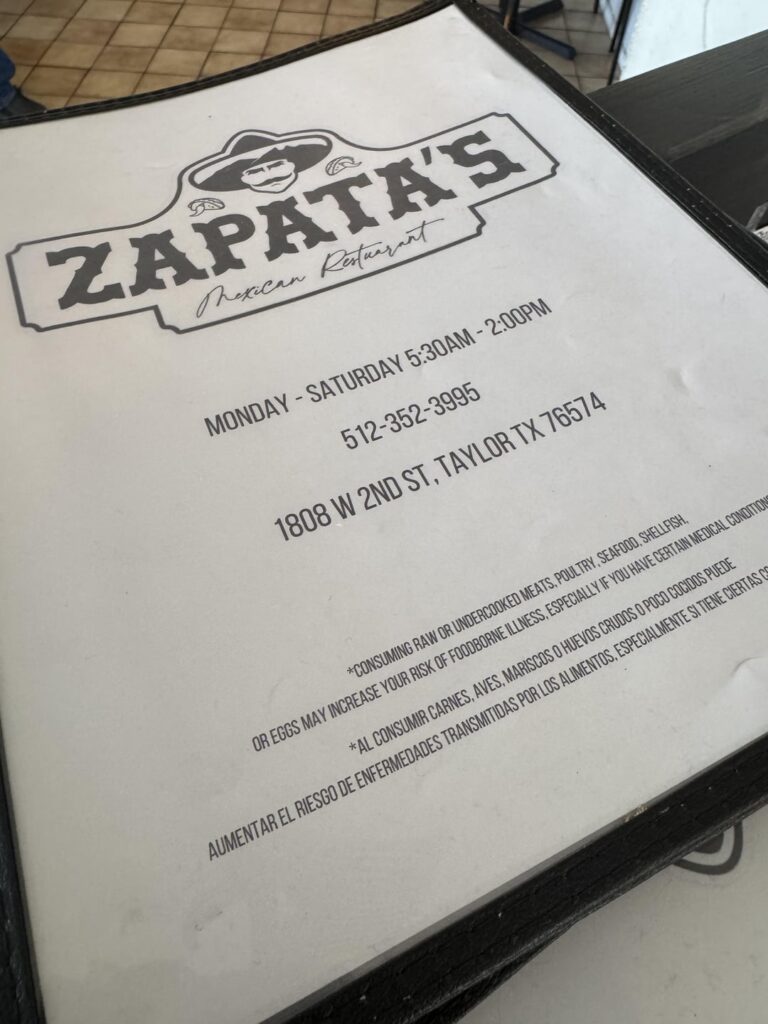 ZAPATA'S
Mexican Restuarant
MONDAY - SATURDAY 5:30AM - 2:00PM
512-352-3995
1808 W 2ND ST, TAYLOR TX 76574
*CONSUMING RAW OR UNDERCOOKED MEATS, POULTRY, SEAFOOD, SHELLFISH,
OR EGGS MAY INCREASE YOUR RISK OF FOODBORNE ILLNESS, ESPECIALLY IF YOU HAVE CERTAIN MEDICAL CONDITIONS
*AL CONSUMIR CARNES, AVES, MARISCOS O HUEVOS CRUDOS O POCO COCIDOS PUEDE
AUMENTAR EL RIESGO DE ENFERMEDADES TRANSMITIDAS POR LOS ALIMENTOS, ESPECIALMENTE SI TIENE CIERTAS